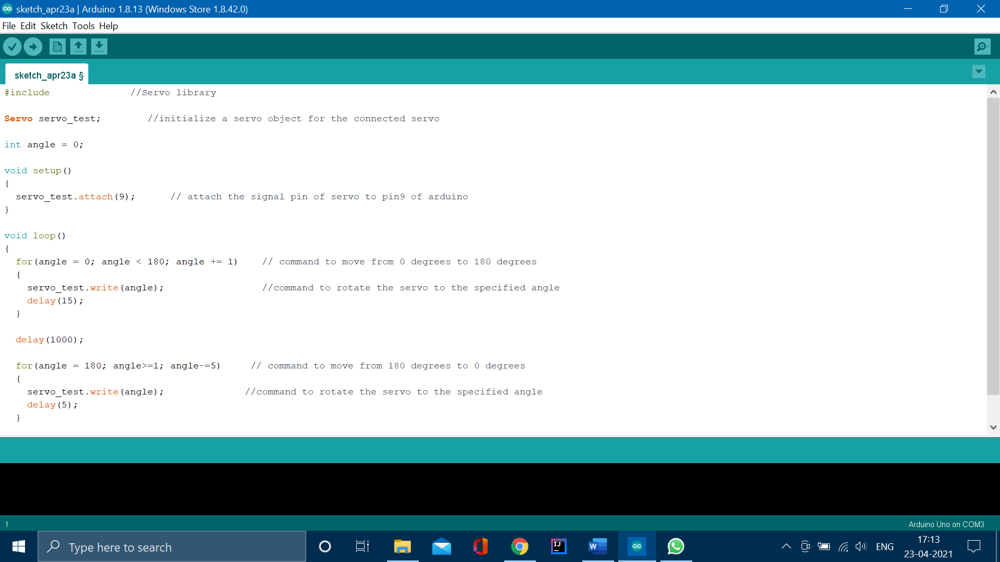 sketch_apr23a | Arduino 1.8.13 (Windows Store 1.8.42.0)
File Edit Sketch Tools Help
sketch_apr23a §
#include              //Servo library
Servo servo_test;        //initialize a servo object for the connected servo
int angle = 0;
void setup()
{
  servo_test.attach(9);      // attach the signal pin of servo to pin9 of arduino
}
void loop()
{
  for(angle = 0; angle < 180; angle += 1)    // command to move from 0 degrees to 180 degrees
  {
    servo_test.write(angle);                 //command to rotate the servo to the specified angle
    delay(15);
  }
  delay(1000);
  for(angle = 180; angle>=1; angle-=5)     // command to move from 180 degrees to 0 degrees
  {
    servo_test.write(angle);              //command to rotate the servo to the specified angle
    delay(5);
  }
1
Arduino Uno on COM3
Type here to search
IJ
W
ENG
17:13
23-04-2021